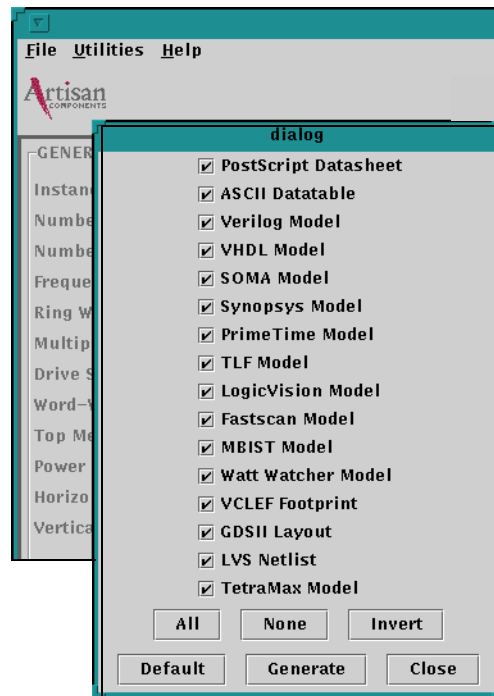 File Utilities Help
Artisan
COMPONENTS
dialog
GENER
Instan
Numbe
Numbe
Freque
Ring W
Multip
Drive S
Word-
Top Me
Power
Horizo
Vertica
PostScript Datasheet
ASCII Datatable
Verilog Model
VHDL Model
SOMA Model
Synopsys Model
PrimeTime Model
TLF Model
LogicVision Model
Fastscan Model
MBIST Model
Watt Watcher Model
VCLEF Footprint
GDSII Layout
LVS Netlist
TetraMax Model
All None Invert
Default Generate Close